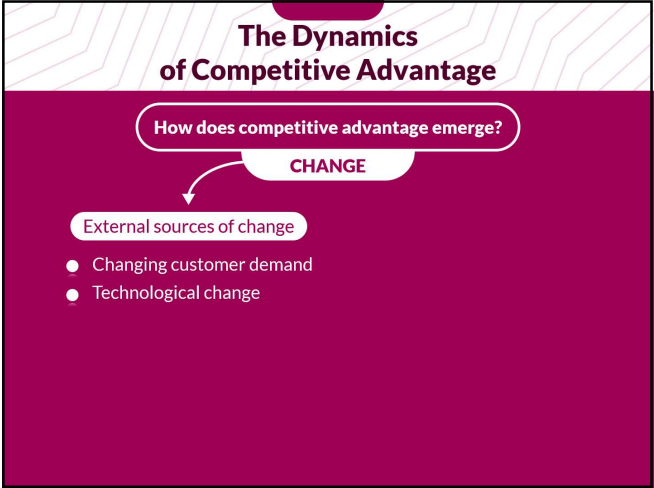 The Dynamics
of Competitive Advantage
How does competitive advantage emerge?
CHANGE
External sources of change
Changing customer demand
Technological change